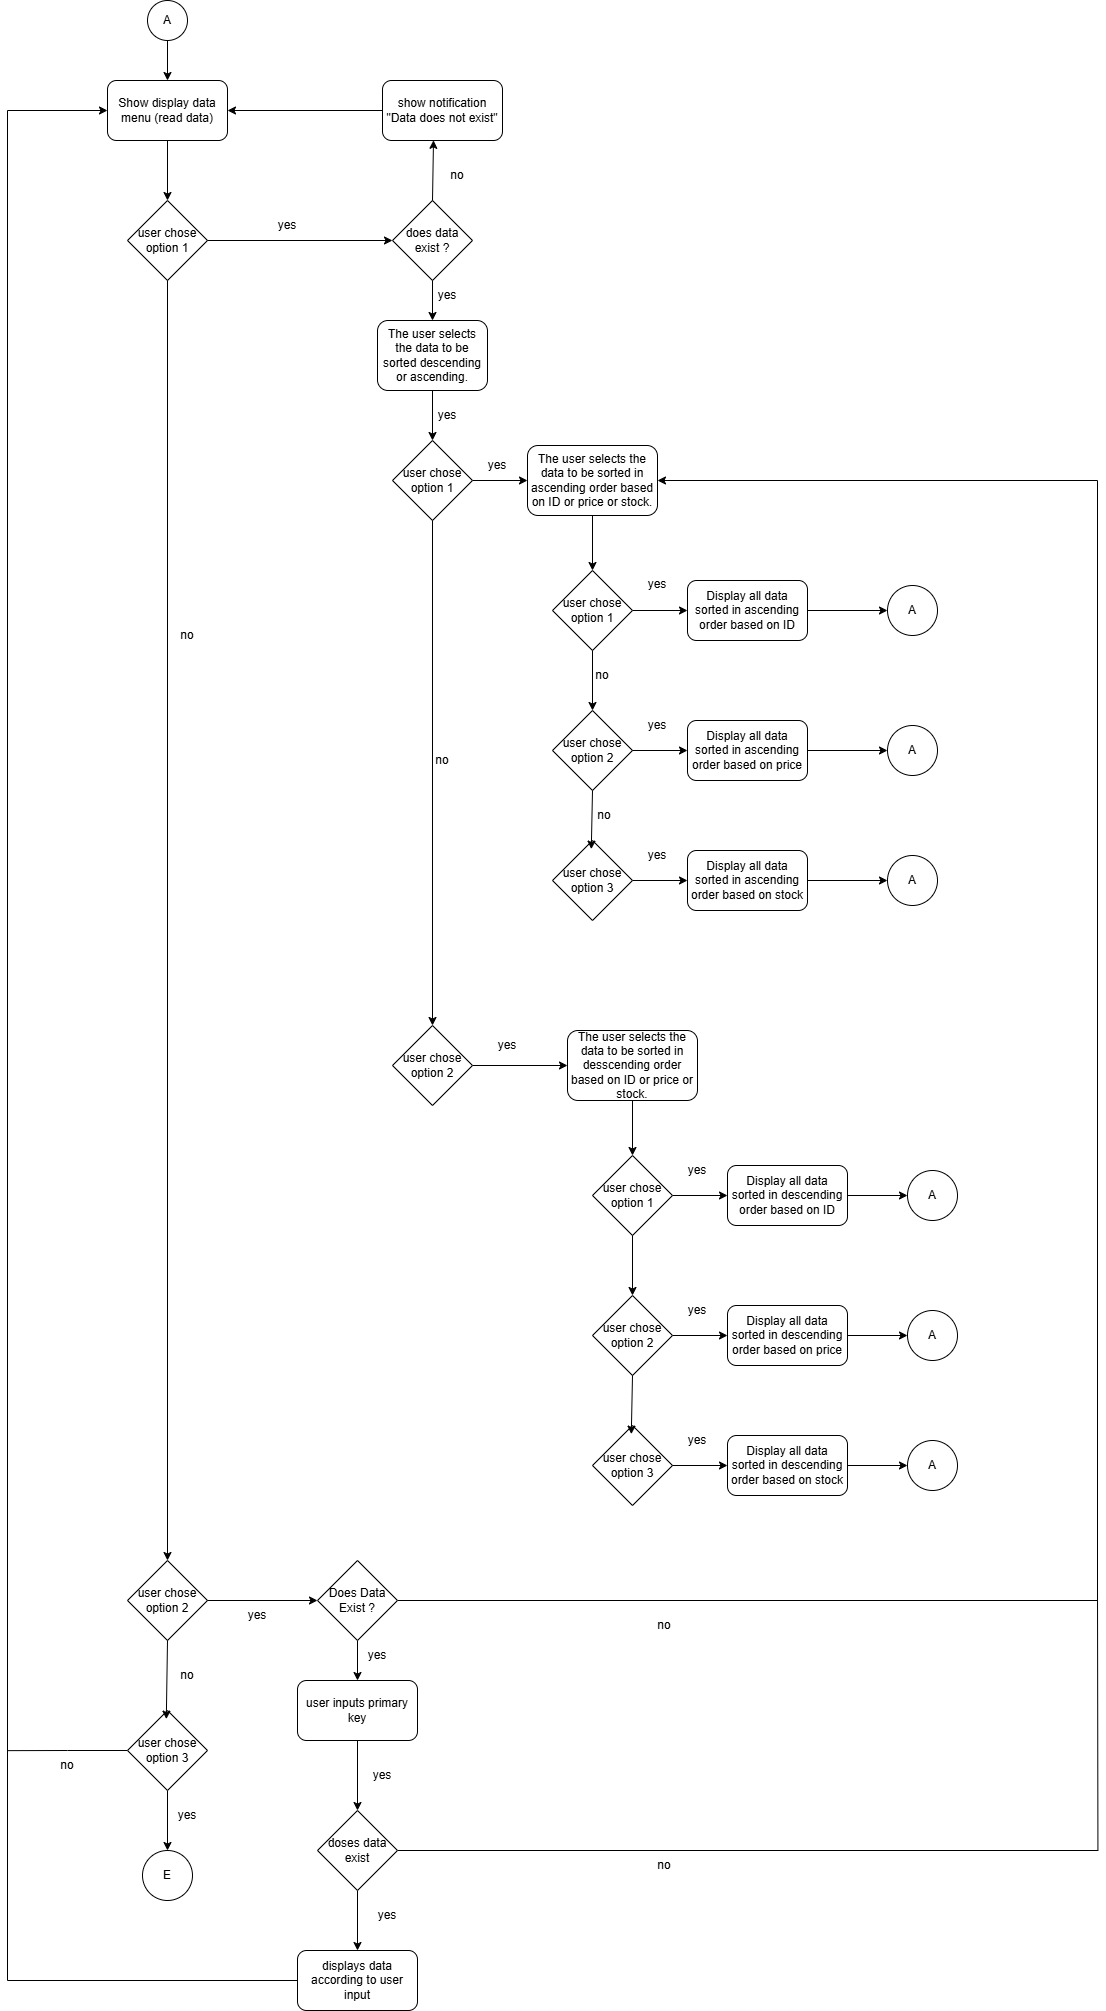 A
Show display data
menu (read data)
show notification
"Data does not exist"
no
user chose
option 1
yes
does data
exist ?
yes
The user selects
the data to be
sorted descending
or ascending.
yes
user chose
option 1
yes
The user selects the
data to be sorted in
ascending order based
on ID or price or stock.
user chose
option 1
yes
Display all data
sorted in ascending
order based on ID
A
no
no
user chose
option 2
yes
Display all data
sorted in ascending
order based on price
A
no
no
user chose
option 3
yes
Display all data
sorted in ascending
order based on stock
A
user chose
option 2
yes
The user selects the
data to be sorted in
desscending order
based on ID or price or
stock.
user chose
option 1
yes
Display all data
sorted in descending
order based on ID
A
user chose
option 2
yes
Display all data
sorted in descending
order based on price
A
user chose
option 3
yes
Display all data
sorted in descending
order based on stock
A
user chose
option 2
yes
Does Data
Exist ?
no
yes
no
user inputs primary
key
user chose
option 3
no
yes
yes
doses data
exist
no
E
yes
displays data
according to user
input